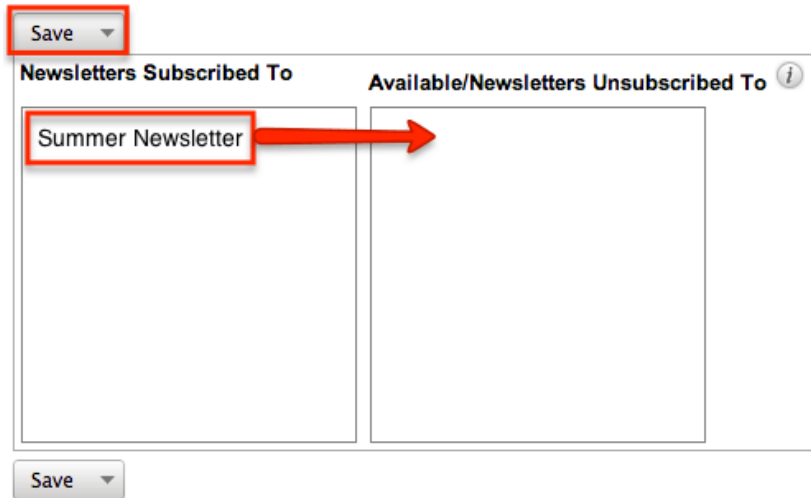 Save
Newsletters Subscribed To
Available/Newsletters Unsubscribed To i
Summer Newsletter
Save